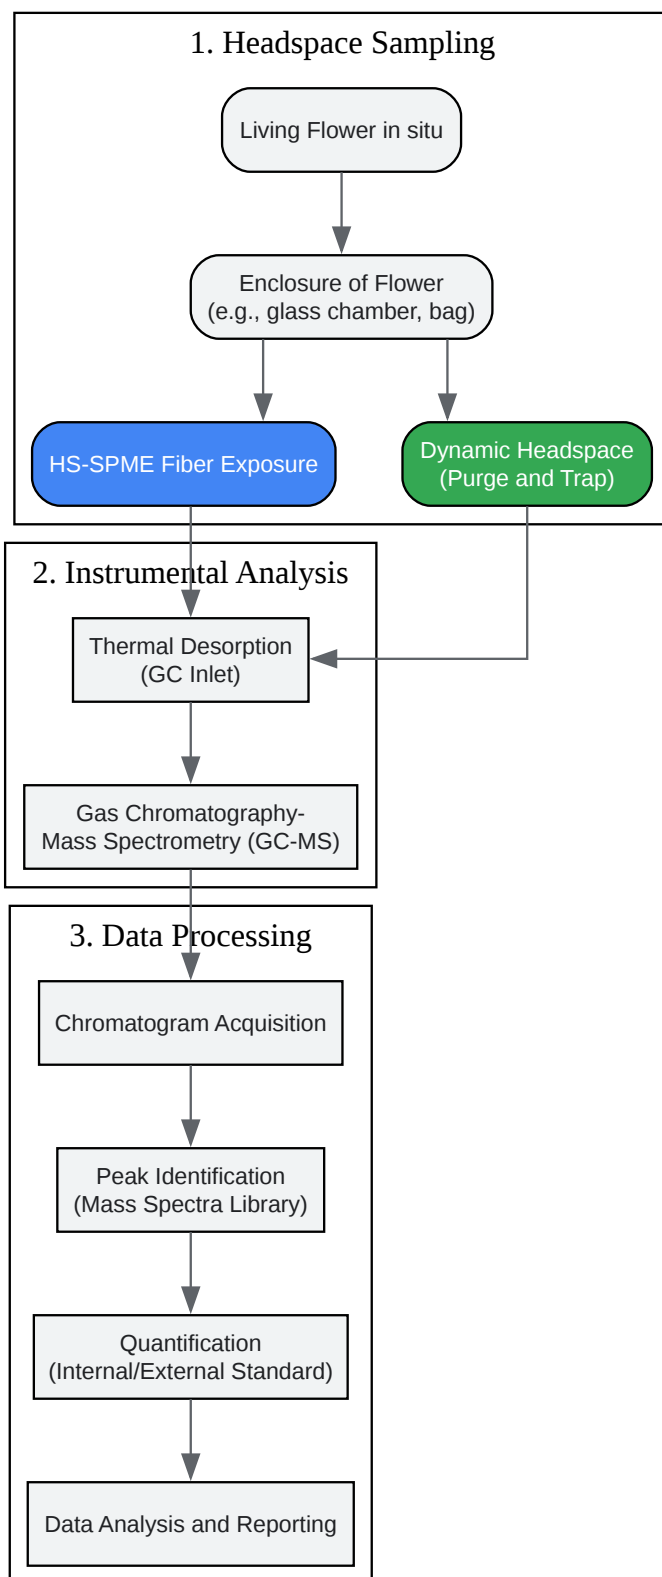 1. Headspace Sampling
Living Flower in situ
Enclosure of Flower
(e.g., glass chamber, bag)
HS-SPME Fiber Exposure
Dynamic Headspace
(Purge and Trap)
2. Instrumental Analysis
Thermal Desorption
(GC Inlet)
Gas Chromatography-
Mass Spectrometry (GC-MS)
3. Data Processing
Chromatogram Acquisition
Peak Identification
(Mass Spectra Library)
Quantification
(Internal/External Standard)
Data Analysis and Reporting